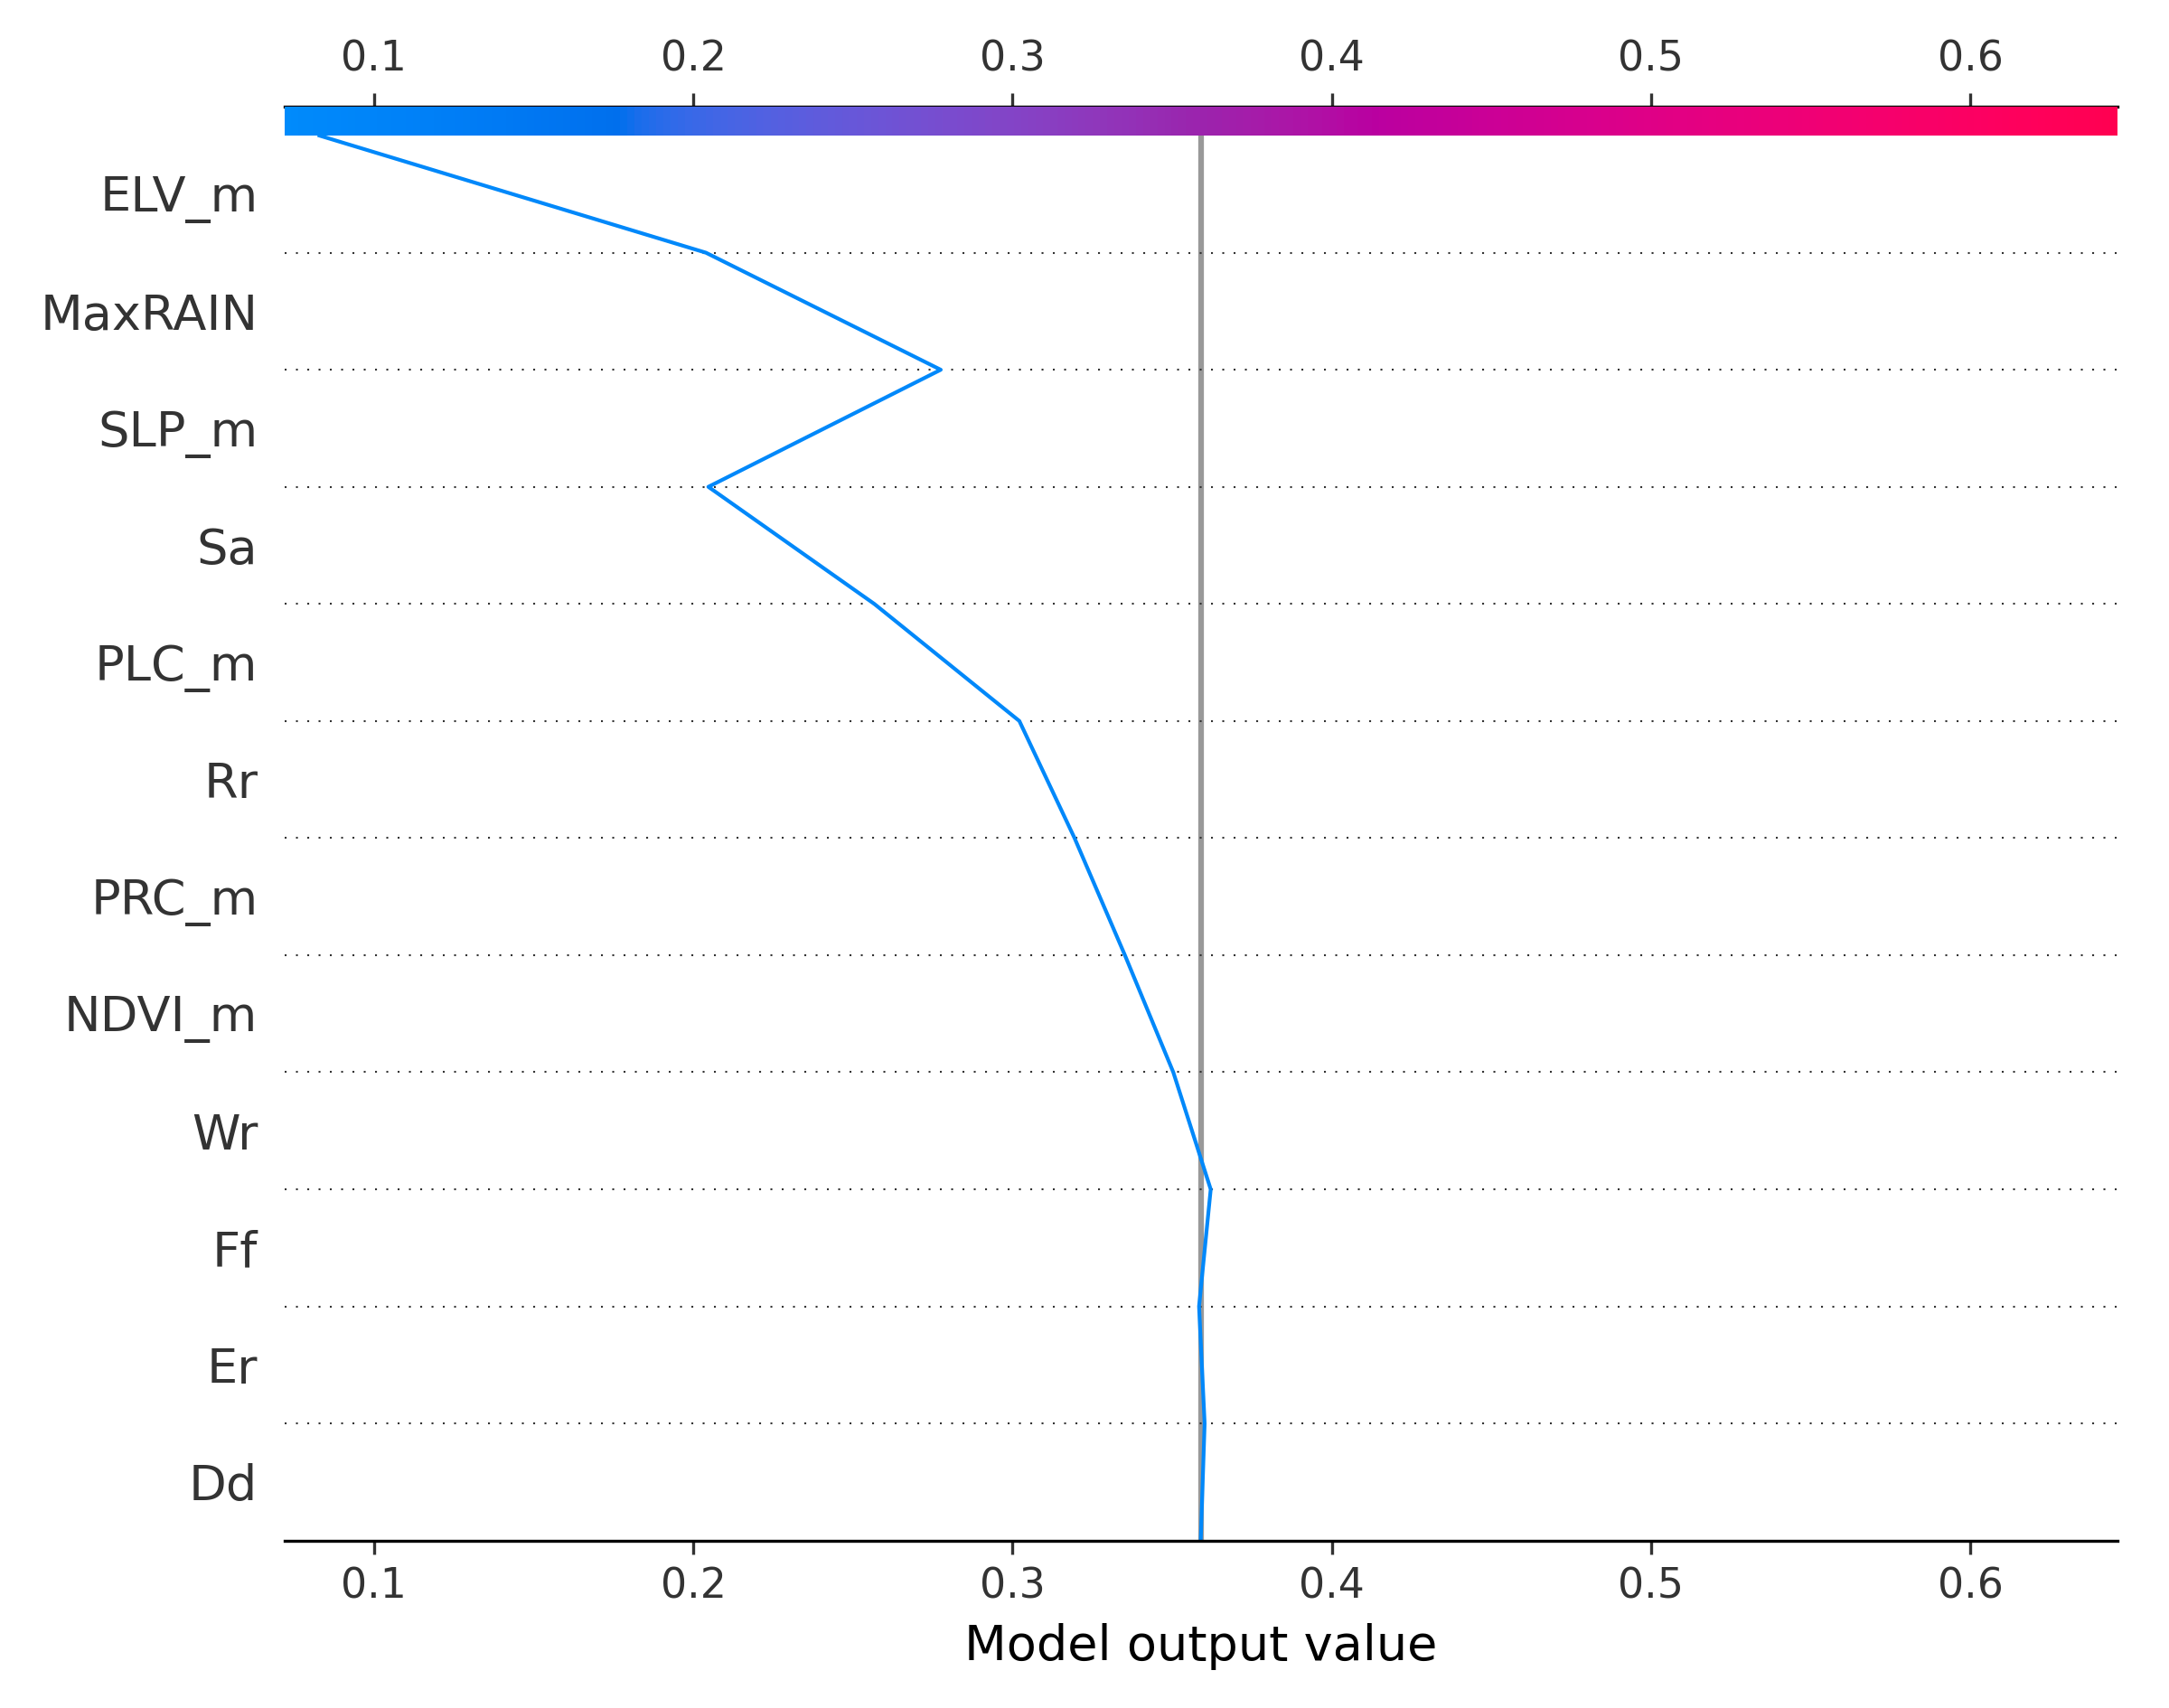 0.1 0.2 0.3 0.4 0.5 0.6
ELV_m
MaxRAIN
SLP_m
Sa
PLC_m
Rr
PRC_m
NDVI_m
Wr
Ff
Er
Dd
0.1 0.2 0.3 0.4 0.5 0.6
Model output value